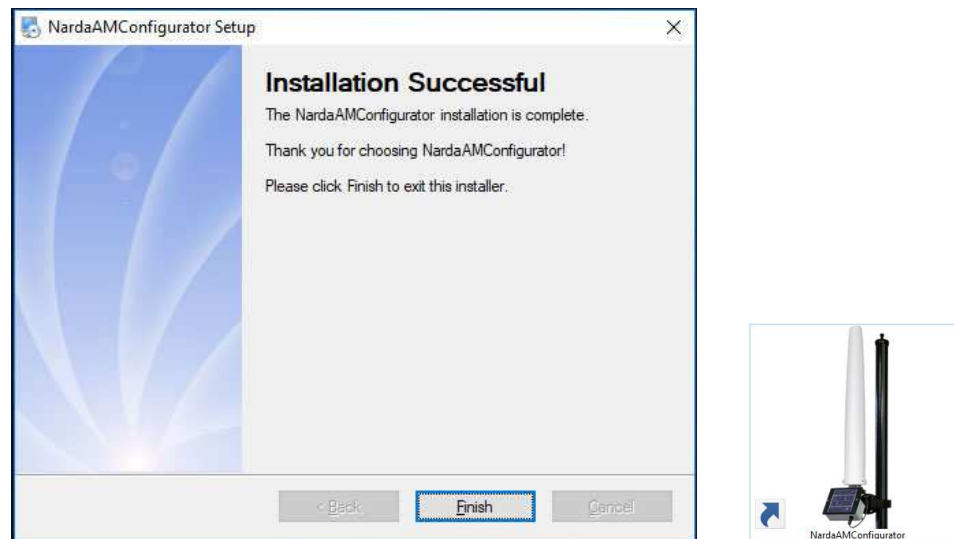 NardaAMConfigurator Setup
Installation Successful
The NardaAMConfigurator installation is complete.
Thank you for choosing NardaAMConfigurator!
Please click Finish to exit this installer.
< Back
Finish
Cancel
NardaAMConfigurator